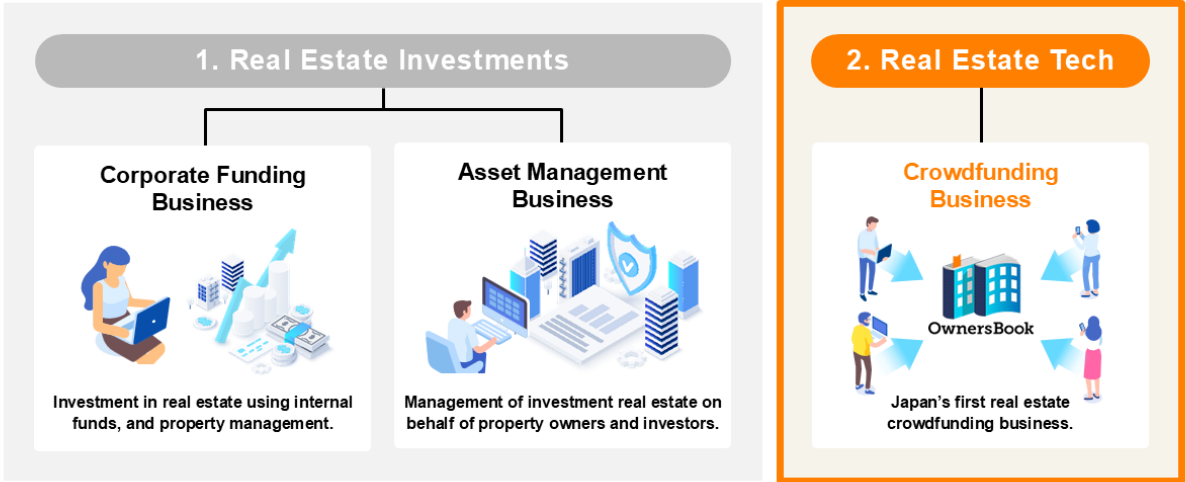 1. Real Estate Investments
Corporate Funding
Business
Investment in real estate using internal
funds, and property management.
Asset Management
Business
Management of investment real estate on
behalf of property owners and investors.
2. Real Estate Tech
Crowdfunding
Business
OwnersBook
Japan’s first real estate
crowdfunding business.